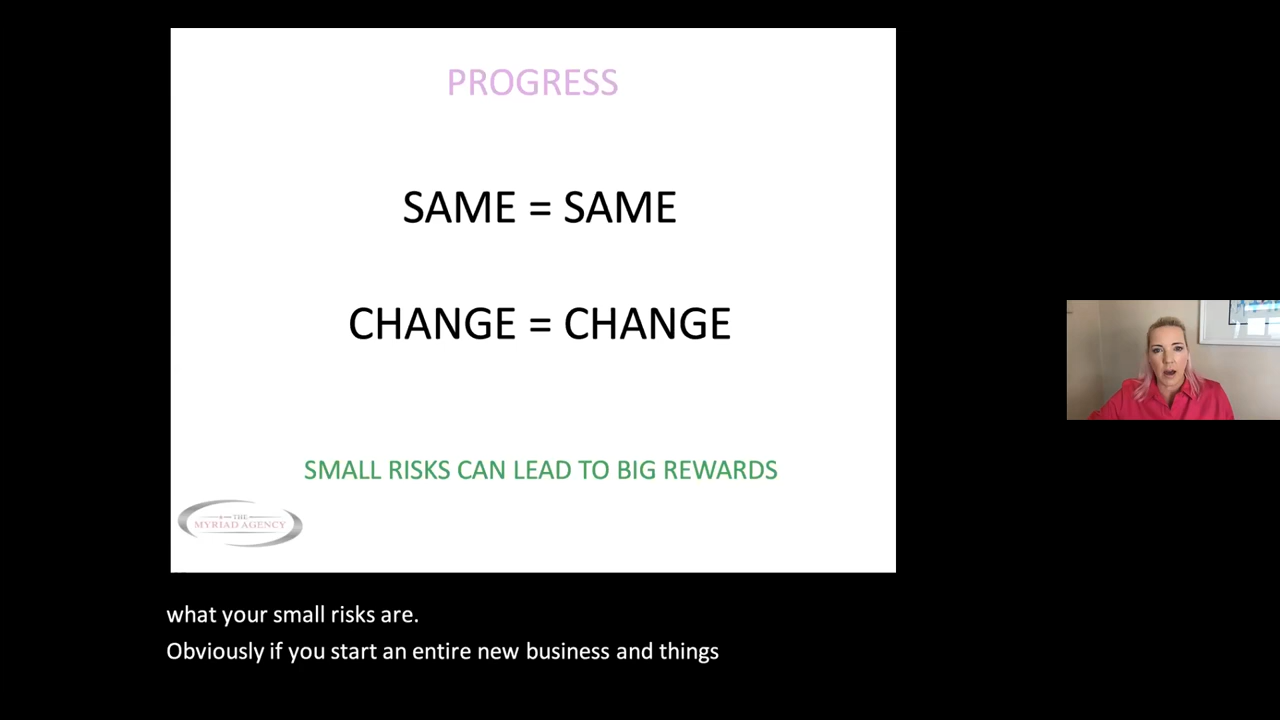 PROGRESS
SAME = SAME
CHANGE = CHANGE
SMALL RISKS CAN LEAD TO BIG REWARDS
THE
MYRIAD AGENCY
what your small risks are.
Obviously if you start an entire new business and things